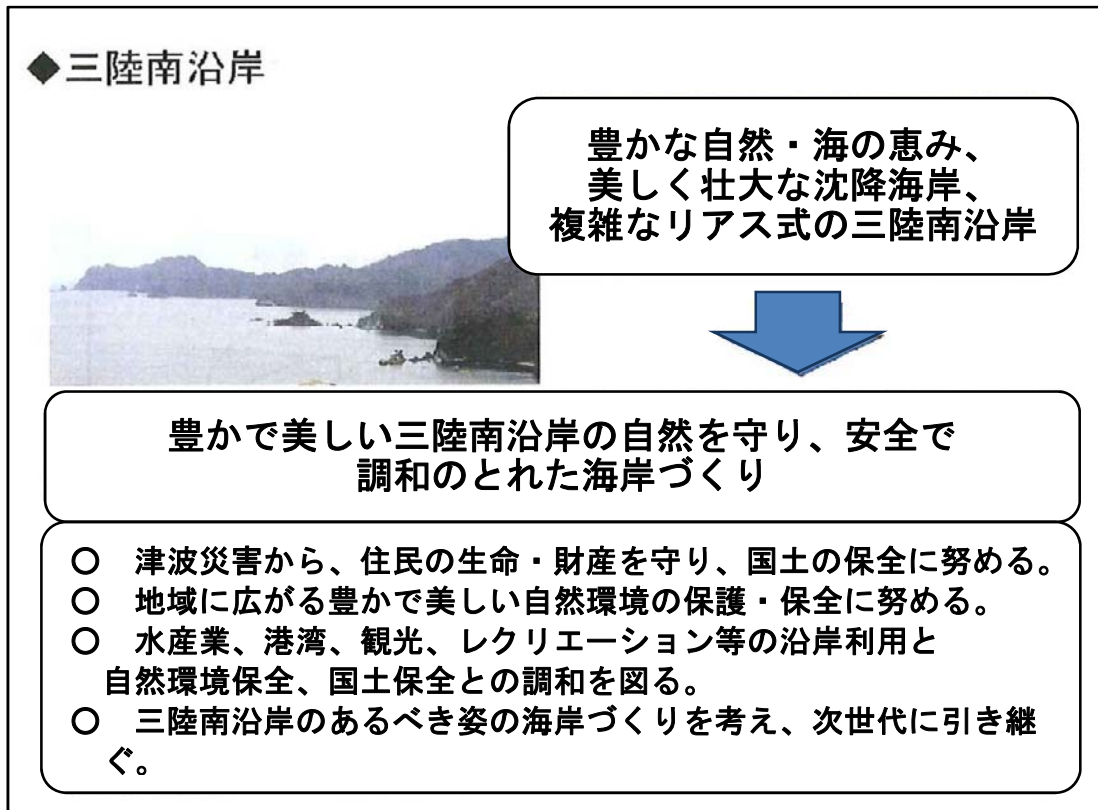 ◆三陸南沿岸
豊かな自然・海の恵み、
美しく壮大な沈降海岸、
複雑なリアス式の三陸南沿岸
豊かで美しい三陸南沿岸の自然を守り、安全で
調和のとれた海岸づくり
○　津波災害から、住民の生命・財産を守り、国土の保全に努める。
○　地域に広がる豊かで美しい自然環境の保護・保全に努める。
○　水産業、港湾、観光、レクリエーション等の沿岸利用と
自然環境保全、国土保全との調和を図る。
○　三陸南沿岸のあるべき姿の海岸づくりを考え、次世代に引き継
ぐ。